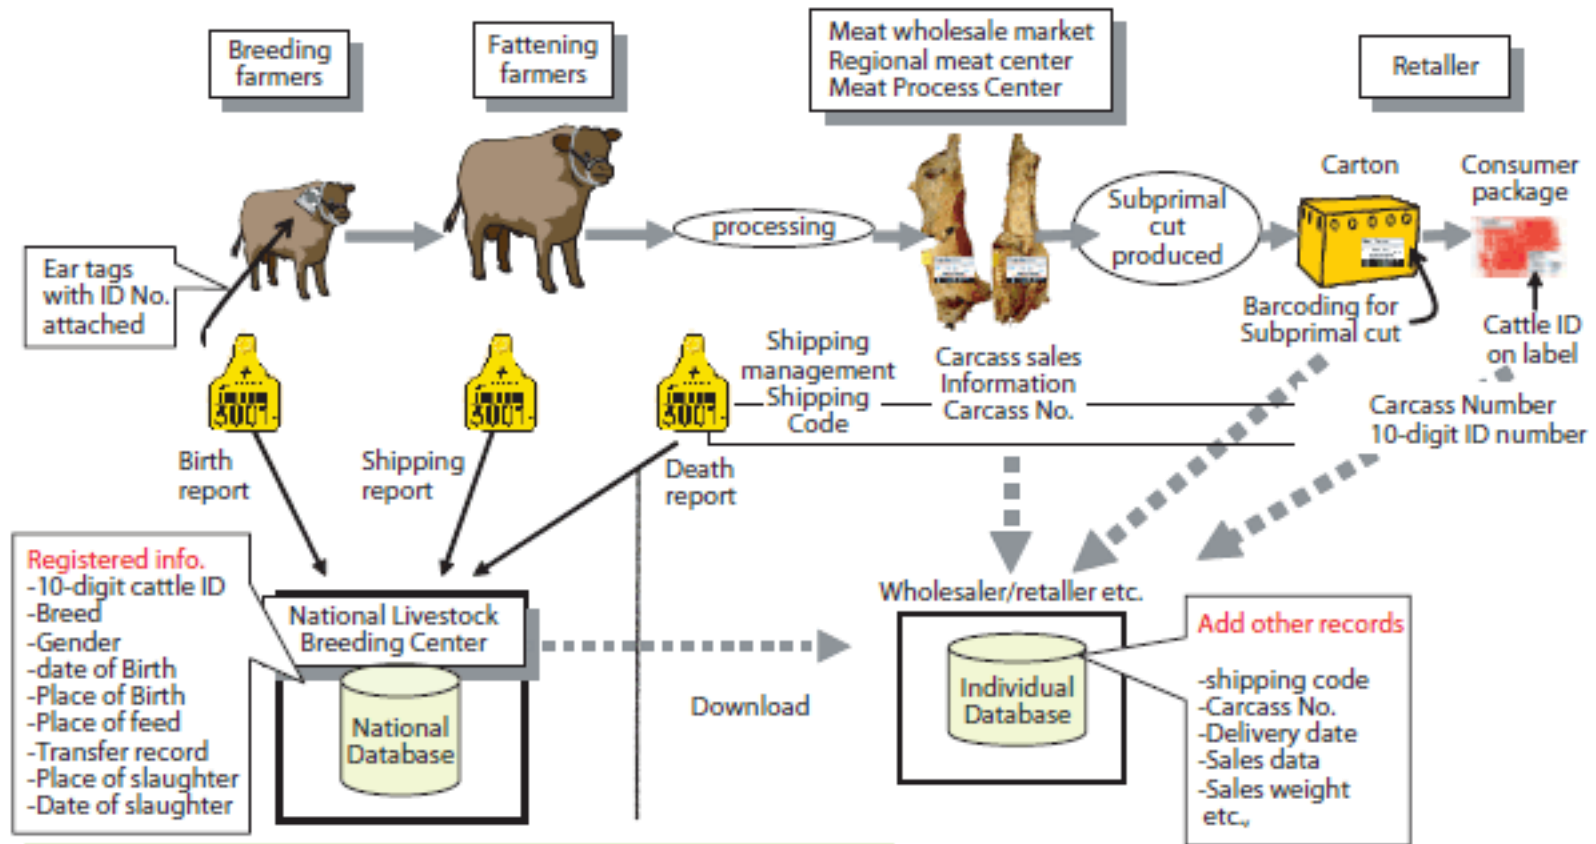 Breeding
farmers
Fattening
farmers
Meat wholesale market
Regional meat center
Meat Process Center
Retaller
Carton
Consumer
package
processing
Subprimal
cut
produced
Ear tags
with ID No.
attached
Barcoding for
Subprimal cut
Cattle ID
on label
Shipping
management
Shipping
Code
Carcass sales
Information
Carcass No.
Carcass Number
10-digit ID number
Birth
report
Shipping
report
Death
report
Registered info.
-10-digit cattle ID
-Breed
-Gender
-date of Birth
-Place of Birth
-Place of feed
-Transfer record
-Place of slaughter
-Date of slaughter
National Livestock
Breeding Center
National
Database
Download
Wholesaler/retaller etc.
Individual
Database
Add other records
-shipping code
-Carcass No.
-Delivery date
-Sales data
-Sales weight
etc.,